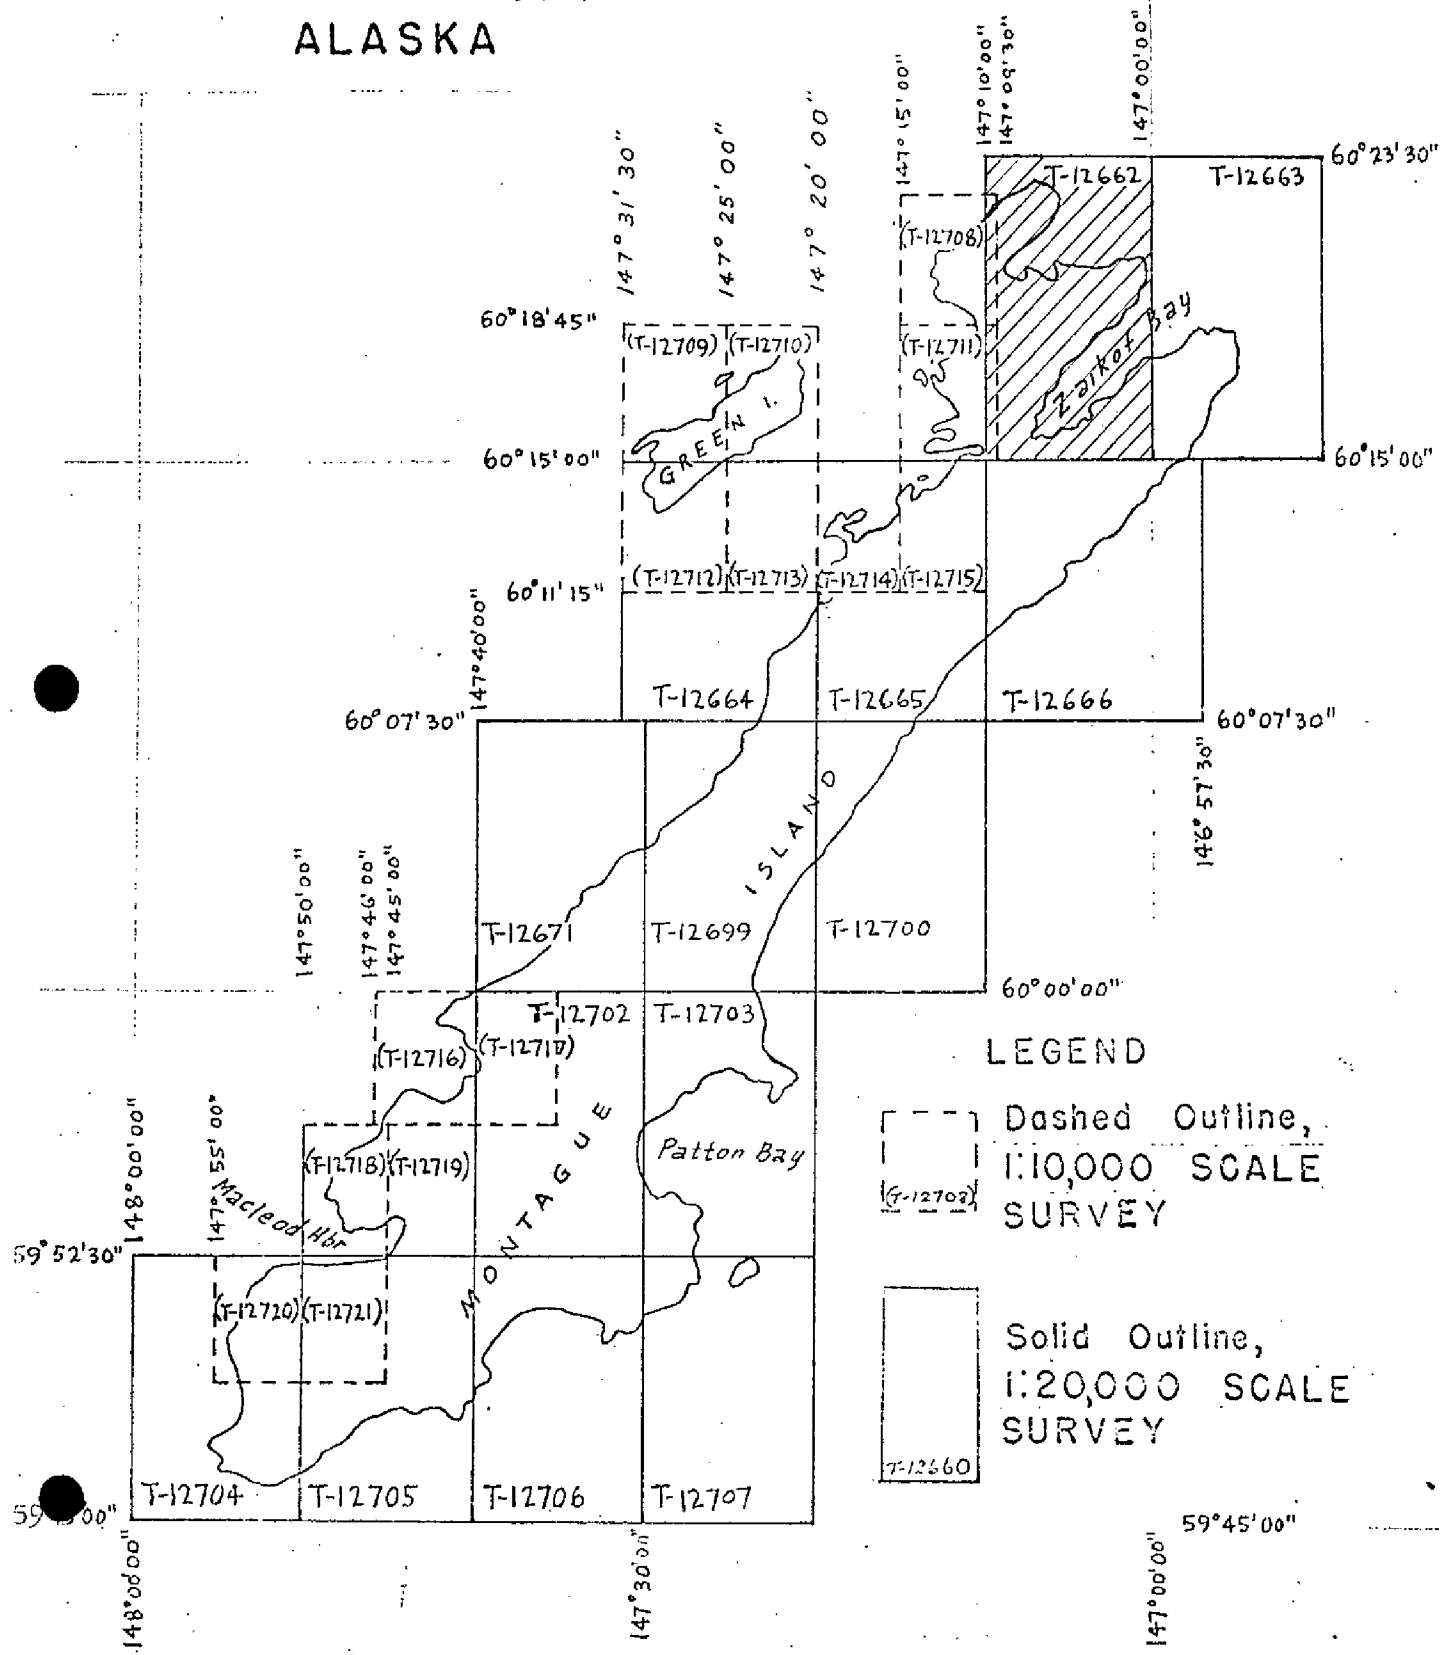 ALASKA
147° 31' 30"
147° 25' 00"
147° 20' 00"
147° 15' 00"
147° 10' 00"
147° 09' 30"
147° 00' 00"
60° 23' 30"
T-12662
T-12663
(T-12708)
60° 18' 45"
(T-12709)
(T-12710)
(T-12711)
Zaikof Bay
GREEN I.
60° 15' 00"
60° 15' 00"
(T-12712)
(T-12713)
(T-12714)
(T-12715)
60° 11' 15"
147° 40' 00"
T-12664
T-12665
T-12666
60° 07' 30"
60° 07' 30"
146° 57' 30"
ISLAND
147° 50' 00"
147° 46' 00"
147° 45' 00"
T-12671
T-12699
T-12700
60° 00' 00"
T-12702
T-12703
(T-12716)
(T-12717)
LEGEND
Dashed Outline,
1:10,000 SCALE
SURVEY
(T-12708)
148° 00' 00"
147° 55' 00"
(T-12718)
(T-12719)
Patton Bay
Macleod Hbr
MONTAGUE
59° 52' 30"
(T-12720)
(T-12721)
Solid Outline,
1:20,000 SCALE
SURVEY
T-12660
T-12704
T-12705
T-12706
T-12707
59° 00"
59° 45' 00"
148° 00' 00"
147° 30' 00"
147° 00' 00"